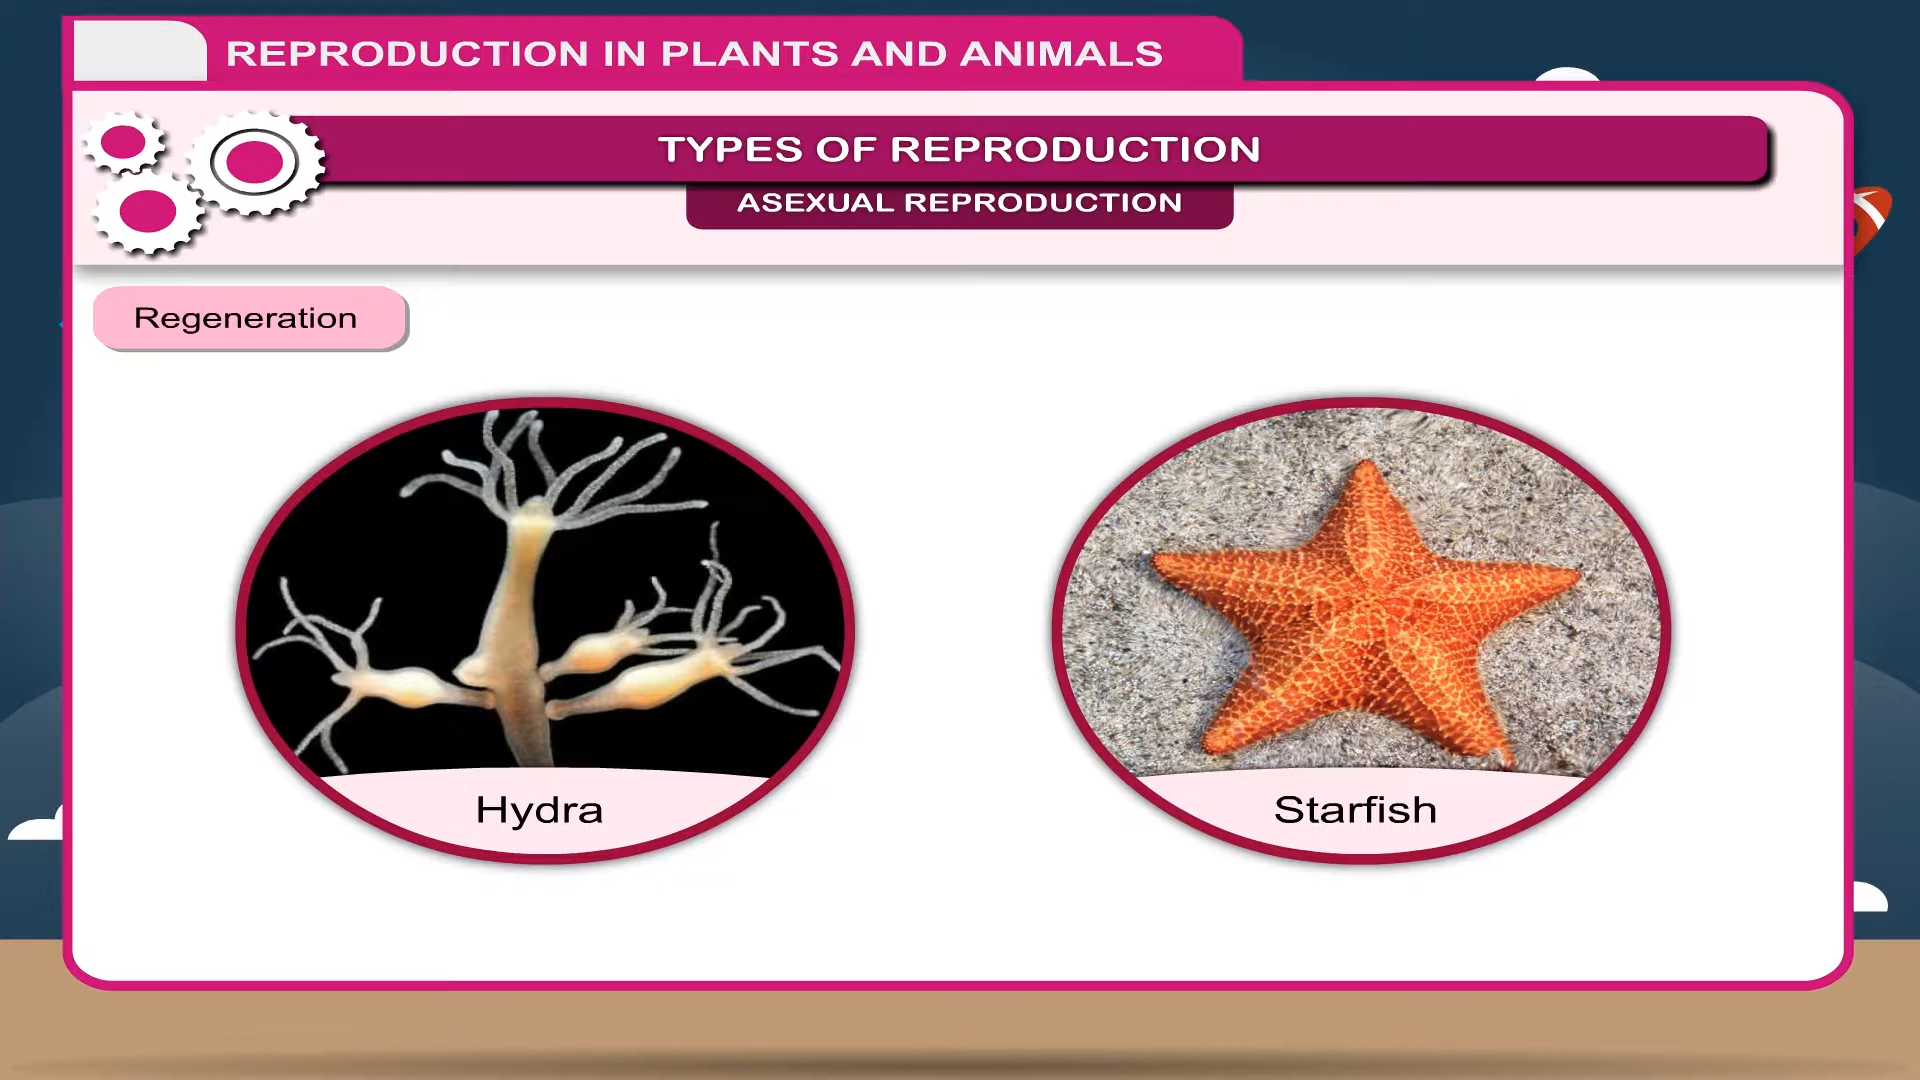 REPRODUCTION IN PLANTS AND ANIMALS
TYPES OF REPRODUCTION
ASEXUAL REPRODUCTION
Regeneration
Hydra
Starfish